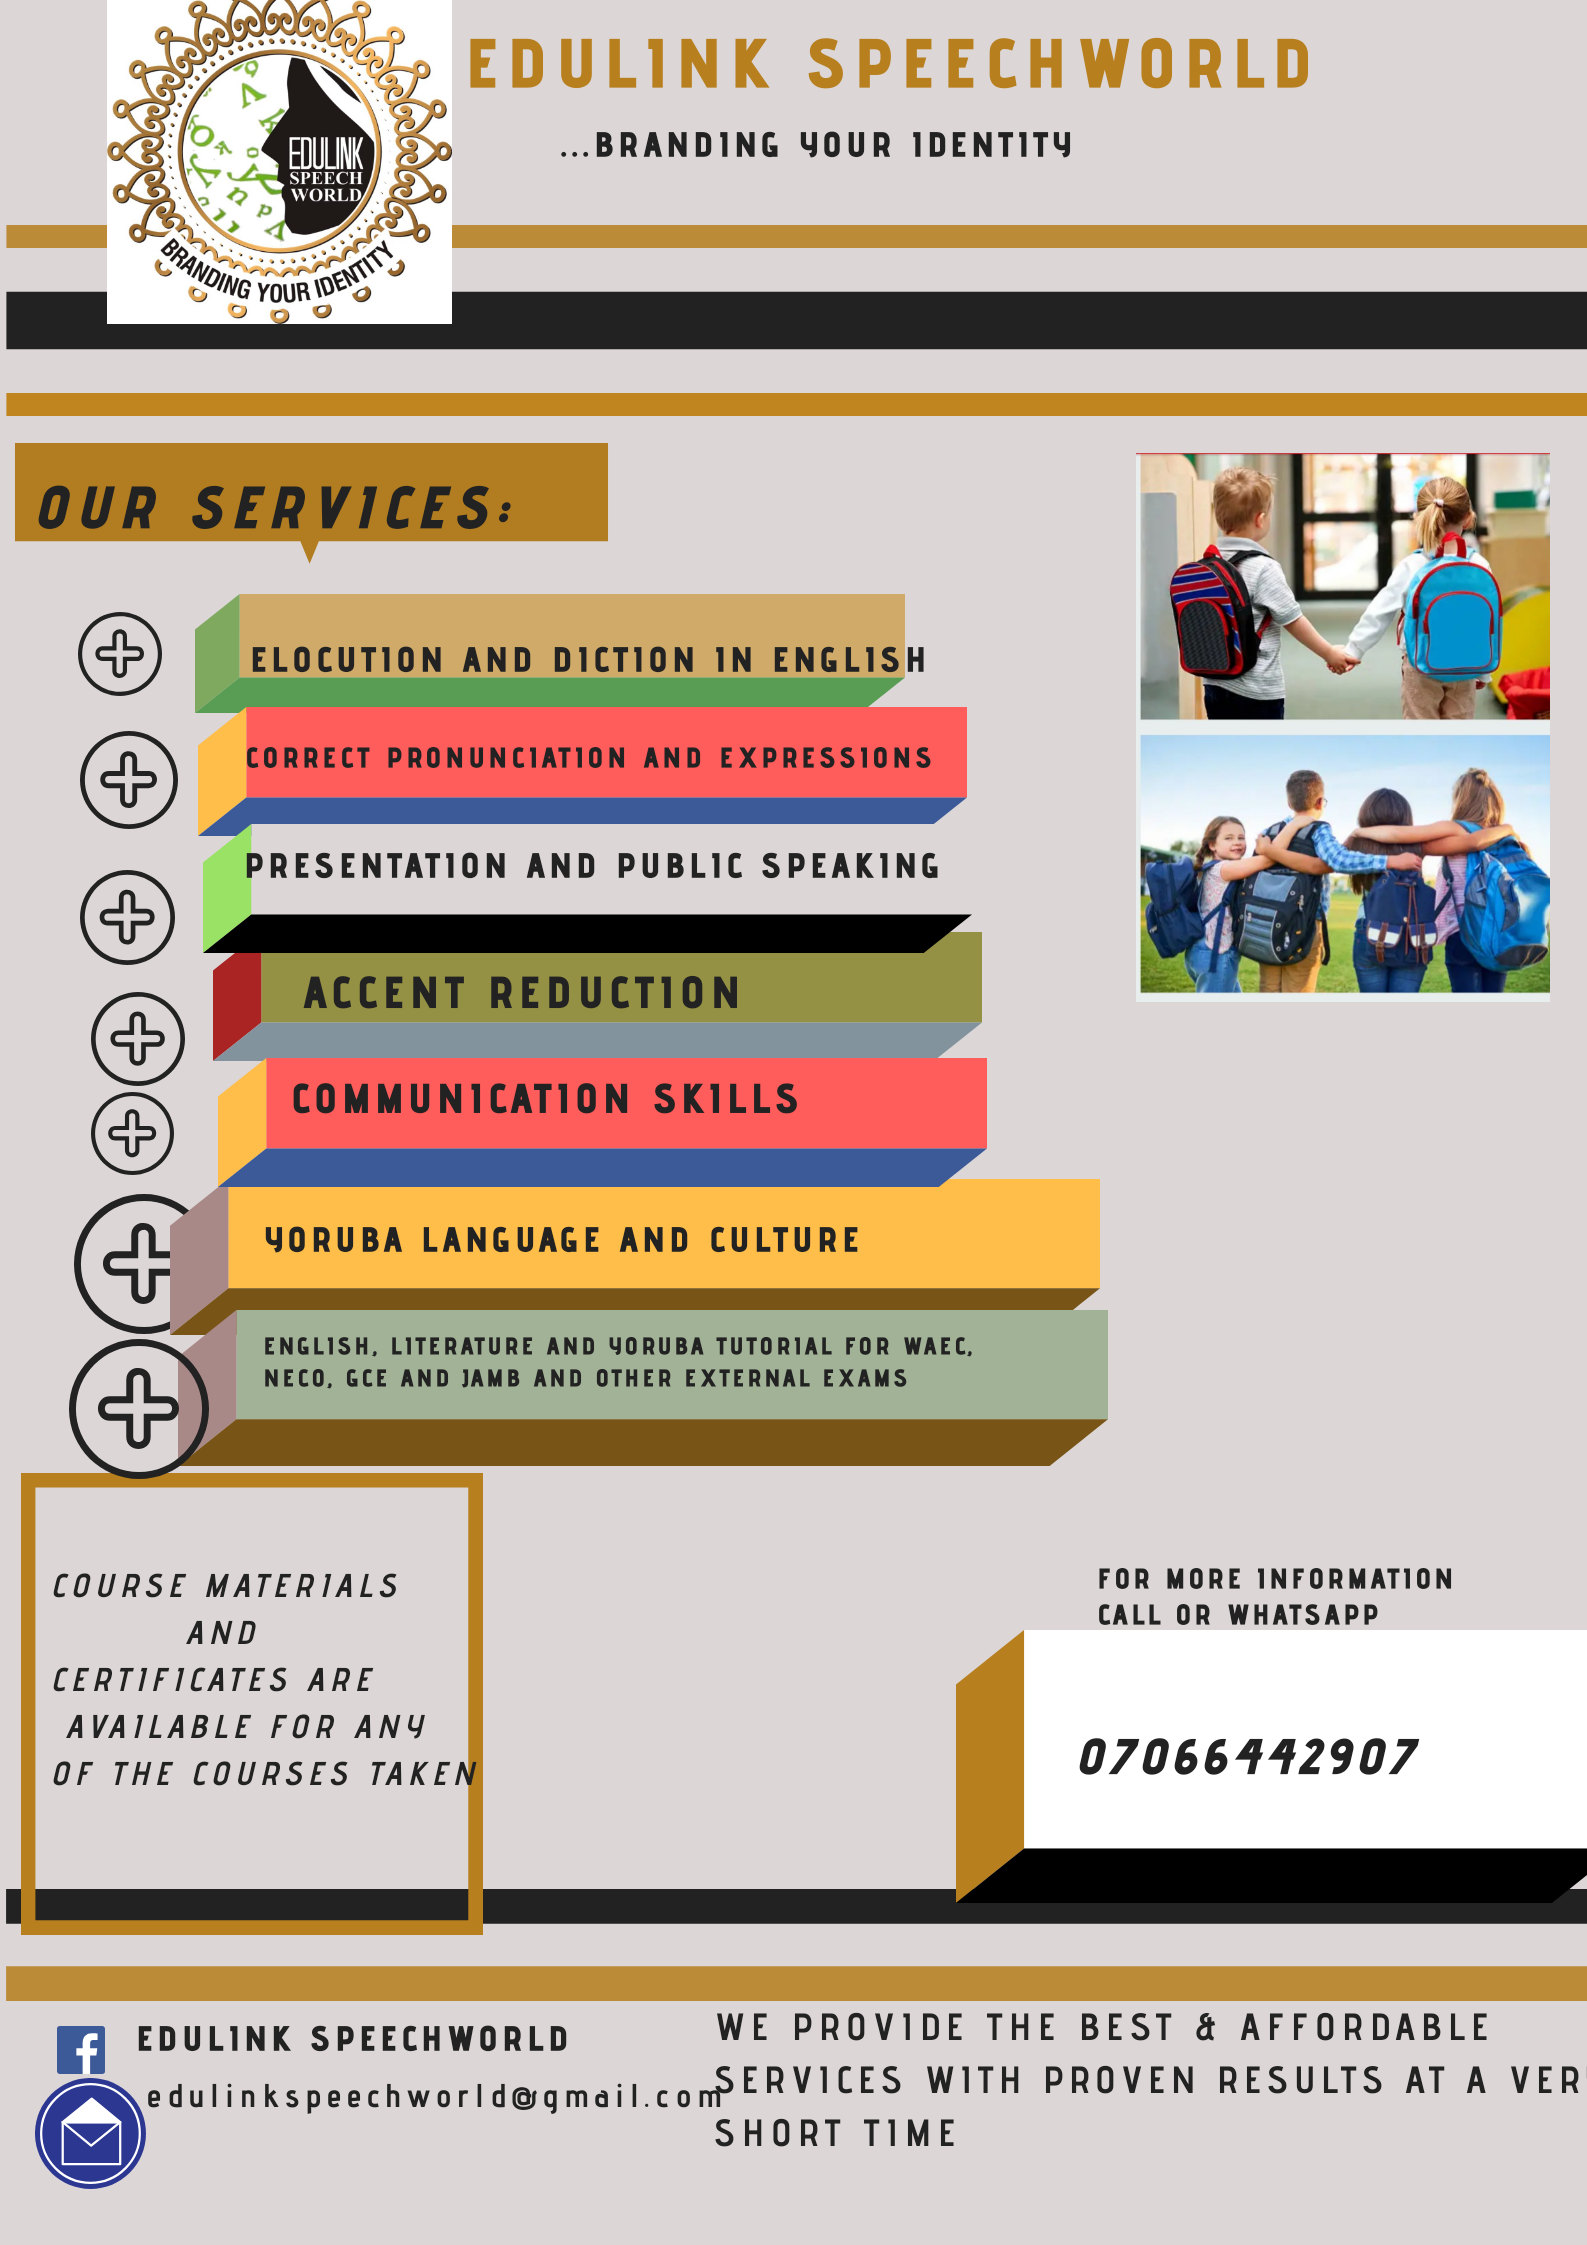 EDULINK SPEECHWORLD
...BRANDING YOUR IDENTITY
EDULINK
SPEECH
WORLD
BRANDING YOUR IDENTITY
OUR SERVICES:
ELOCUTION AND DICTION IN ENGLISH
CORRECT PRONUNCIATION AND EXPRESSIONS
PRESENTATION AND PUBLIC SPEAKING
ACCENT REDUCTION
COMMUNICATION SKILLS
YORUBA LANGUAGE AND CULTURE
ENGLISH, LITERATURE AND YORUBA TUTORIAL FOR WAEC,
NECO, GCE AND JAMB AND OTHER EXTERNAL EXAMS
COURSE MATERIALS
AND
CERTIFICATES ARE
AVAILABLE FOR ANY
OF THE COURSES TAKEN
FOR MORE INFORMATION
CALL OR WHATSAPP
07066442907
EDULINK SPEECHWORLD
edulinkspeechworld@gmail.com
WE PROVIDE THE BEST & AFFORDABLE
SERVICES WITH PROVEN RESULTS AT A VER
SHORT TIME